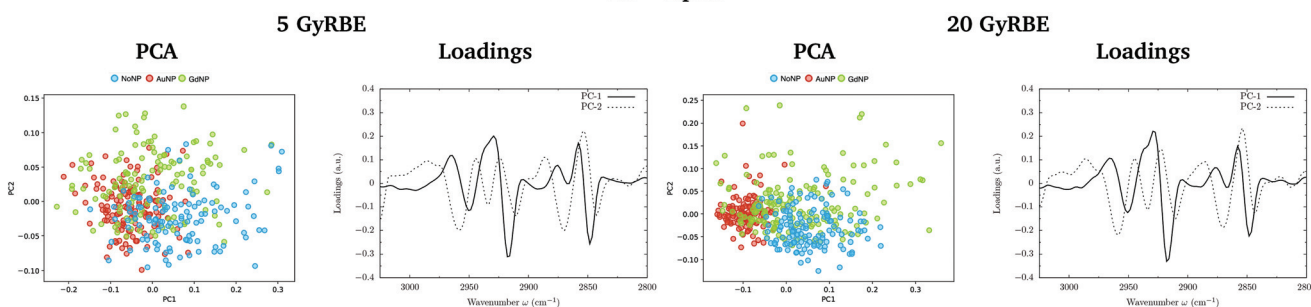 5 GyRBE
20 GyRBE
PCA
Loadings
PCA
Loadings
NoNP AuNP GdNP
0.15
0.10
0.05
0.00
−0.05
−0.10
PC2
−0.2 −0.1 0.0 0.1 0.2 0.3
PC1
PC-1
PC-2
0.4
0.3
0.2
0.1
0
−0.1
−0.2
−0.3
−0.4
Loadings (a.u.)
3000 2950 2900 2850 2800
Wavenumber ω (cm⁻¹)
NoNP AuNP GdNP
0.25
0.20
0.15
0.10
0.05
0.00
−0.05
−0.10
PC2
−0.1 0.0 0.1 0.2 0.3
PC1
PC-1
PC-2
0.4
0.3
0.2
0.1
0
−0.1
−0.2
−0.3
−0.4
Loadings (a.u.)
3000 2950 2900 2850
Wavenumber ω (cm⁻¹)